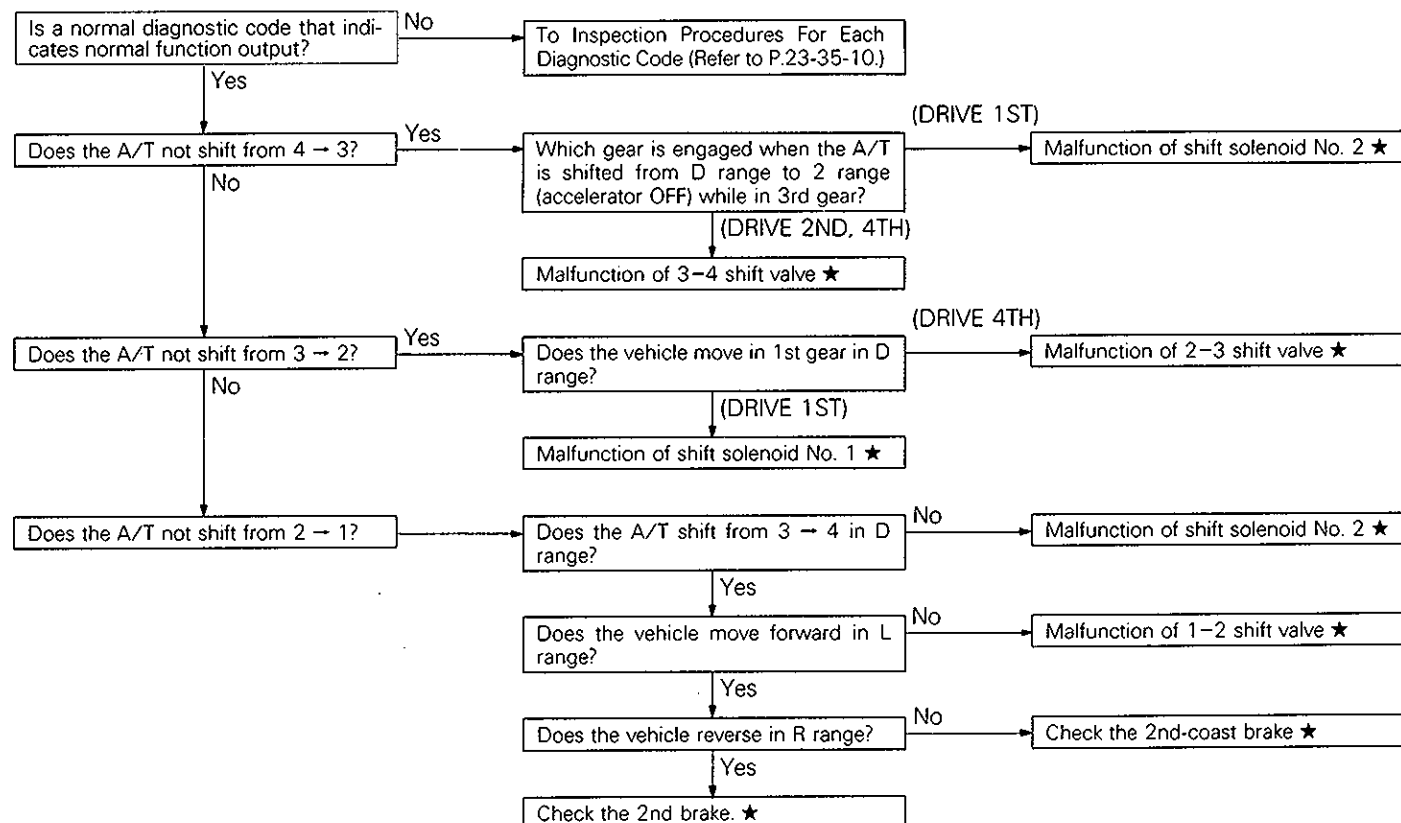 Is a normal diagnostic code that indi-
cates normal function output?
No
To Inspection Procedures For Each
Diagnostic Code (Refer to P.23-35-10.)
Yes
Does the A/T not shift from 4 → 3?
Yes
Which gear is engaged when the A/T
is shifted from D range to 2 range
(accelerator OFF) while in 3rd gear?
(DRIVE 1ST)
Malfunction of shift solenoid No. 2 ★
No
(DRIVE 2ND, 4TH)
Malfunction of 3–4 shift valve ★
Does the A/T not shift from 3 → 2?
Yes
Does the vehicle move in 1st gear in D
range?
(DRIVE 4TH)
Malfunction of 2–3 shift valve ★
No
(DRIVE 1ST)
Malfunction of shift solenoid No. 1 ★
Does the A/T not shift from 2 → 1?
Does the A/T shift from 3 → 4 in D
range?
No
Malfunction of shift solenoid No. 2 ★
Yes
Does the vehicle move forward in L
range?
No
Malfunction of 1–2 shift valve ★
Yes
Does the vehicle reverse in R range?
No
Check the 2nd-coast brake ★
Yes
Check the 2nd brake. ★